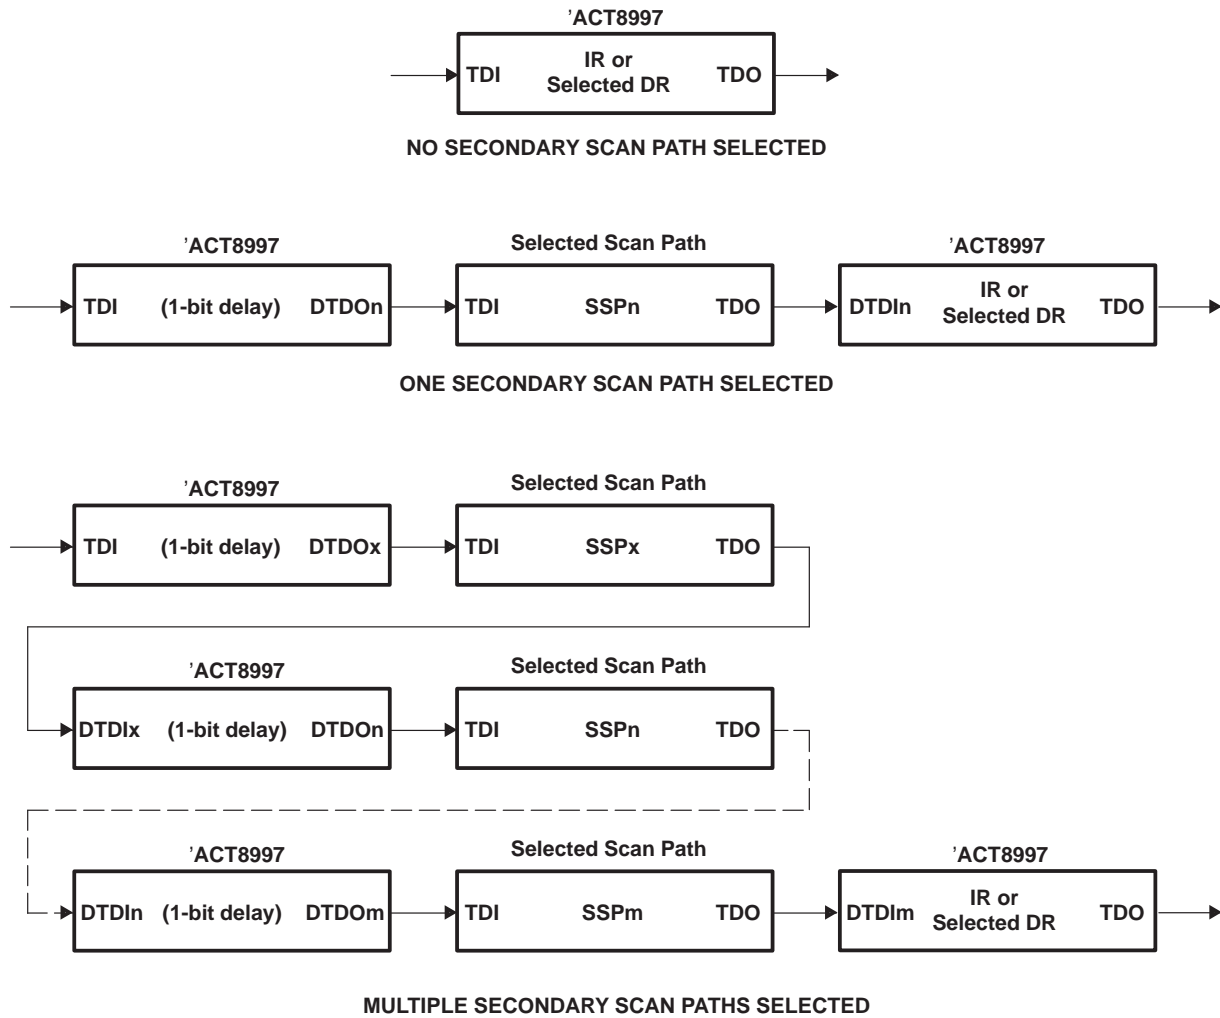 'ACT8997
TDI IR or Selected DR TDO
NO SECONDARY SCAN PATH SELECTED
'ACT8997 Selected Scan Path 'ACT8997
TDI (1-bit delay) DTDOn TDI SSPn TDO DTDIn IR or Selected DR TDO
ONE SECONDARY SCAN PATH SELECTED
'ACT8997 Selected Scan Path
TDI (1-bit delay) DTDOx TDI SSPx TDO
'ACT8997 Selected Scan Path
DTDIx (1-bit delay) DTDOn TDI SSPn TDO
'ACT8997 Selected Scan Path 'ACT8997
DTDIn (1-bit delay) DTDOm TDI SSPm TDO DTDIm IR or Selected DR TDO
MULTIPLE SECONDARY SCAN PATHS SELECTED